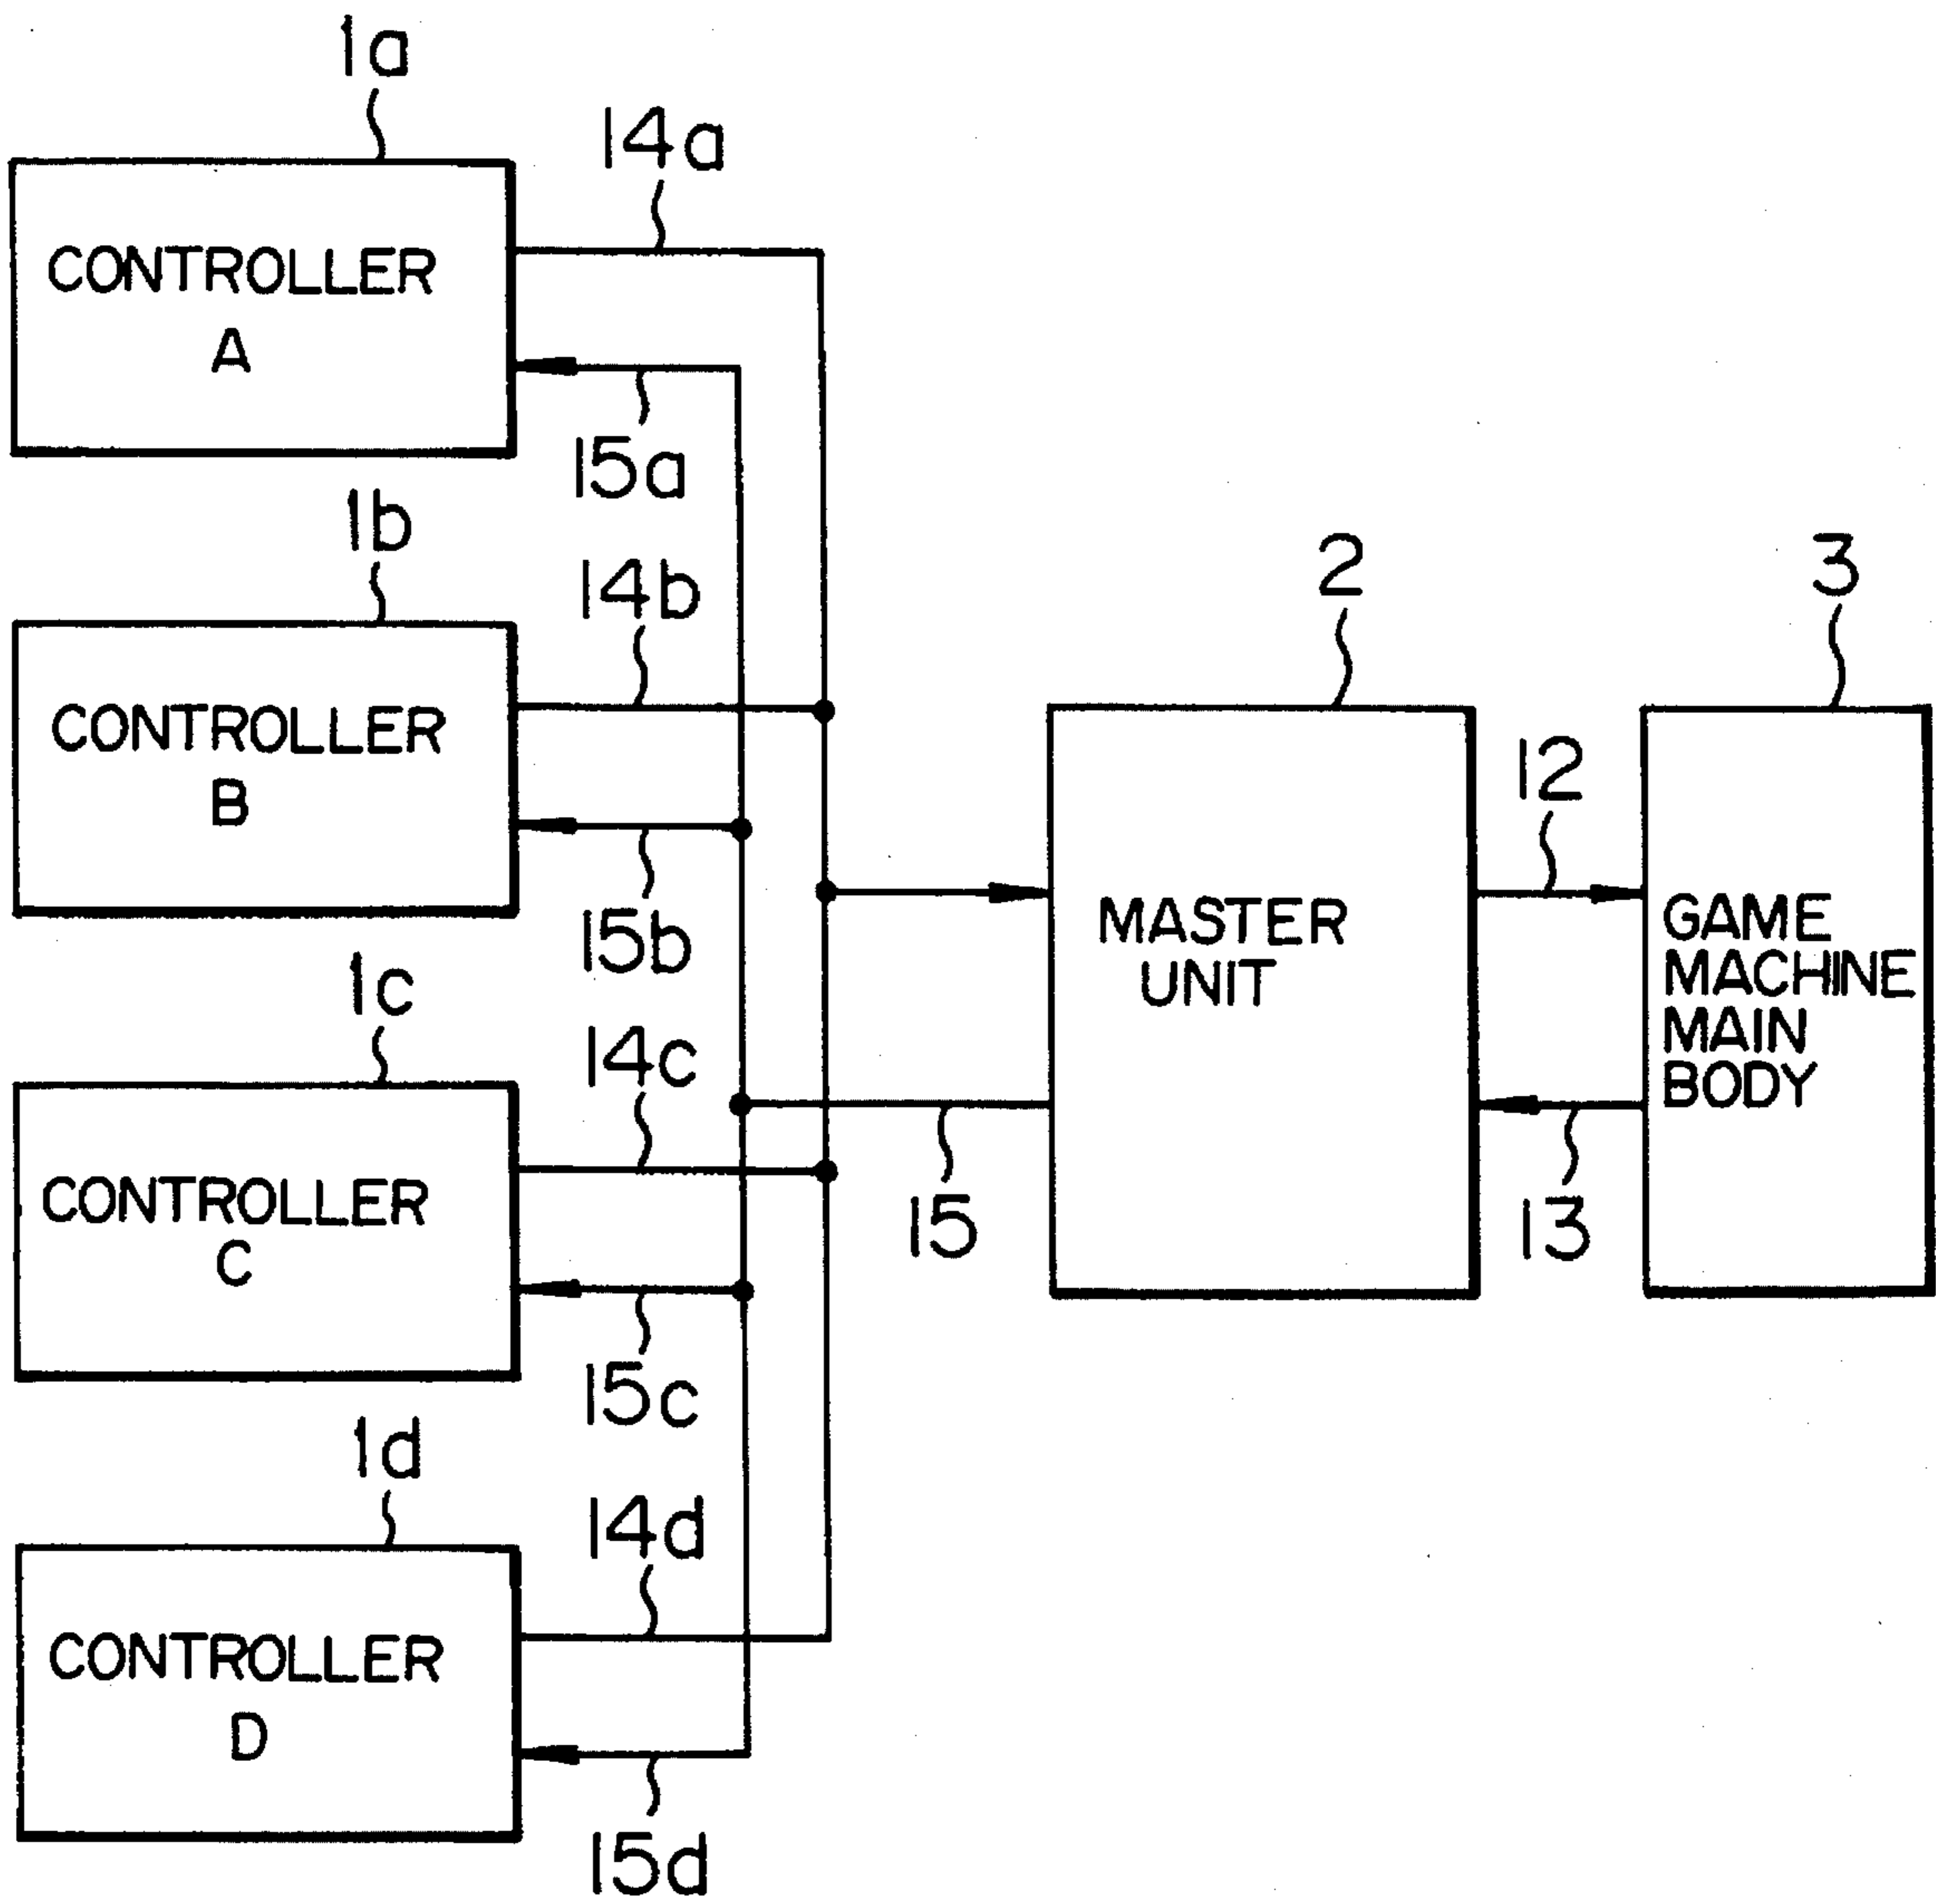 1a
14a
CONTROLLER
A
15a
1b
14b
CONTROLLER
B
15b
1c
14c
CONTROLLER
C
15c
1d
14d
CONTROLLER
D
15d
2
3
12
MASTER
UNIT
GAME
MACHINE
MAIN
BODY
15
13